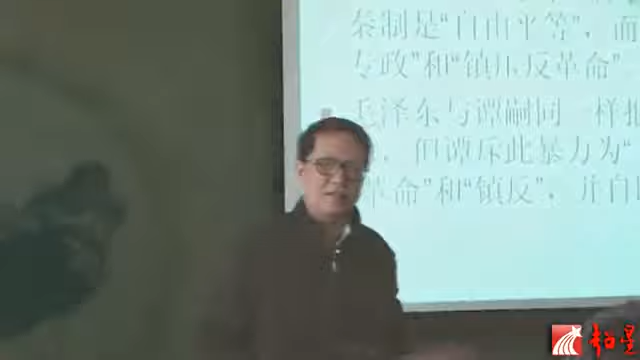 秦制是“自由平等”，而
专政”和“镇压反革命”
毛泽东与谭嗣同一样批
，但谭斥此暴力为“
革命”和“镇反”，并自